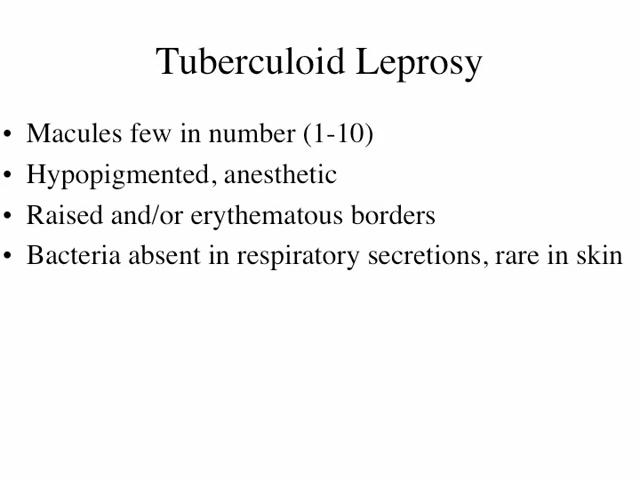 Tuberculoid Leprosy
• Macules few in number (1-10)
• Hypopigmented, anesthetic
• Raised and/or erythematous borders
• Bacteria absent in respiratory secretions, rare in skin